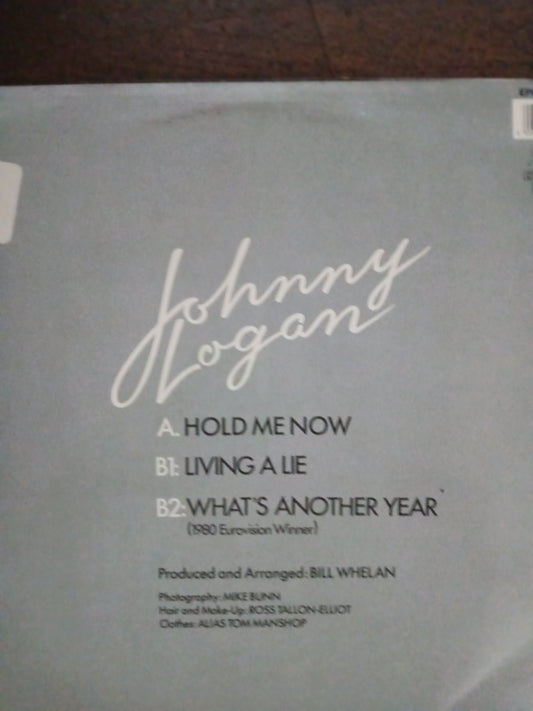 Johnny
Logan
A. HOLD ME NOW
B1: LIVING A LIE
B2: WHAT'S ANOTHER YEAR
(1980 Eurovision Winner)
Produced and Arranged: BILL WHELAN
Photography: MIKE BUNN
Hair and Make-Up: ROSS TALLON-ELLIOT
Clothes: ALIAS TOM MANSHOP